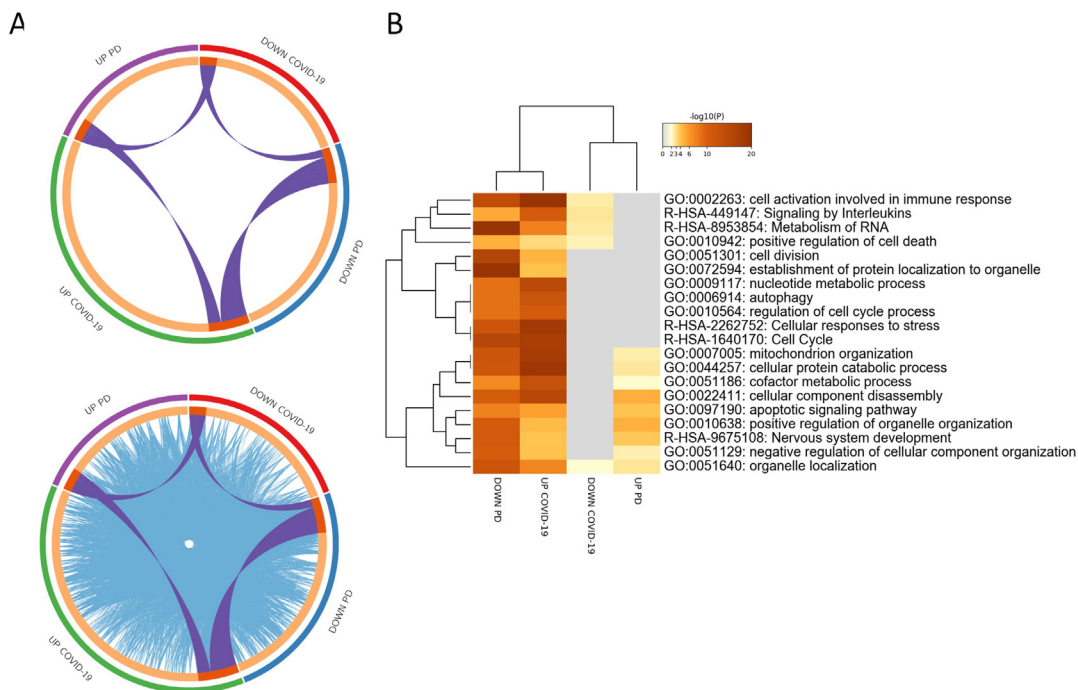 A
B
UP PD
DOWN COVID-19
UP COVID-19
DOWN PD
UP PD
DOWN COVID-19
UP COVID-19
DOWN PD
-log10(P)
0 2 3 4 6 10 20
GO:0002263: cell activation involved in immune response
R-HSA-449147: Signaling by Interleukins
R-HSA-8953854: Metabolism of RNA
GO:0010942: positive regulation of cell death
GO:0051301: cell division
GO:0072594: establishment of protein localization to organelle
GO:0009117: nucleotide metabolic process
GO:0006914: autophagy
GO:0010564: regulation of cell cycle process
R-HSA-2262752: Cellular responses to stress
R-HSA-1640170: Cell Cycle
GO:0007005: mitochondrion organization
GO:0044257: cellular protein catabolic process
GO:0051186: cofactor metabolic process
GO:0022411: cellular component disassembly
GO:0097190: apoptotic signaling pathway
GO:0010638: positive regulation of organelle organization
R-HSA-9675108: Nervous system development
GO:0051129: negative regulation of cellular component organization
GO:0051640: organelle localization
DOWN PD
UP COVID-19
DOWN COVID-19
UP PD